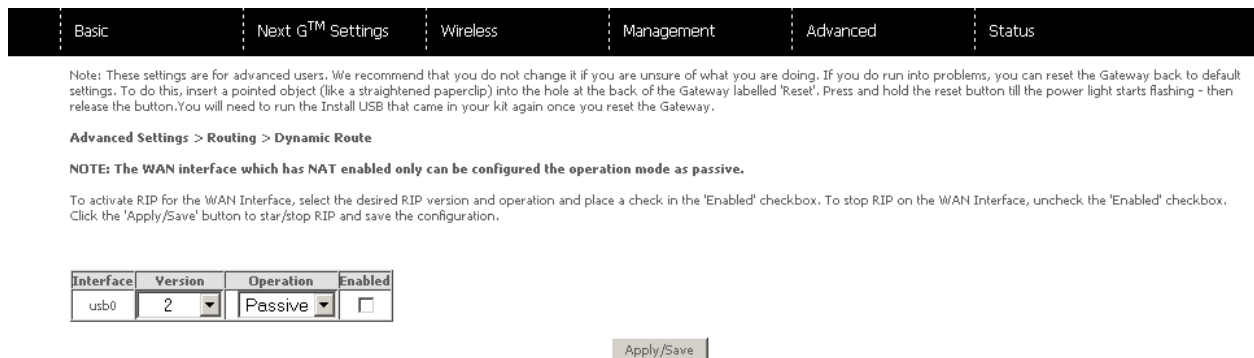 Basic
Next G™ Settings
Wireless
Management
Advanced
Status
Note: These settings are for advanced users. We recommend that you do not change it if you are unsure of what you are doing. If you do run into problems, you can reset the Gateway back to default
settings. To do this, insert a pointed object (like a straightened paperclip) into the hole at the back of the Gateway labelled 'Reset'. Press and hold the reset button till the power light starts flashing - then
release the button.You will need to run the Install USB that came in your kit again once you reset the Gateway.
Advanced Settings > Routing > Dynamic Route
NOTE: The WAN interface which has NAT enabled only can be configured the operation mode as passive.
To activate RIP for the WAN Interface, select the desired RIP version and operation and place a check in the 'Enabled' checkbox. To stop RIP on the WAN Interface, uncheck the 'Enabled' checkbox.
Click the 'Apply/Save' button to star/stop RIP and save the configuration.
Interface Version Operation Enabled
usb0 2 Passive
Apply/Save